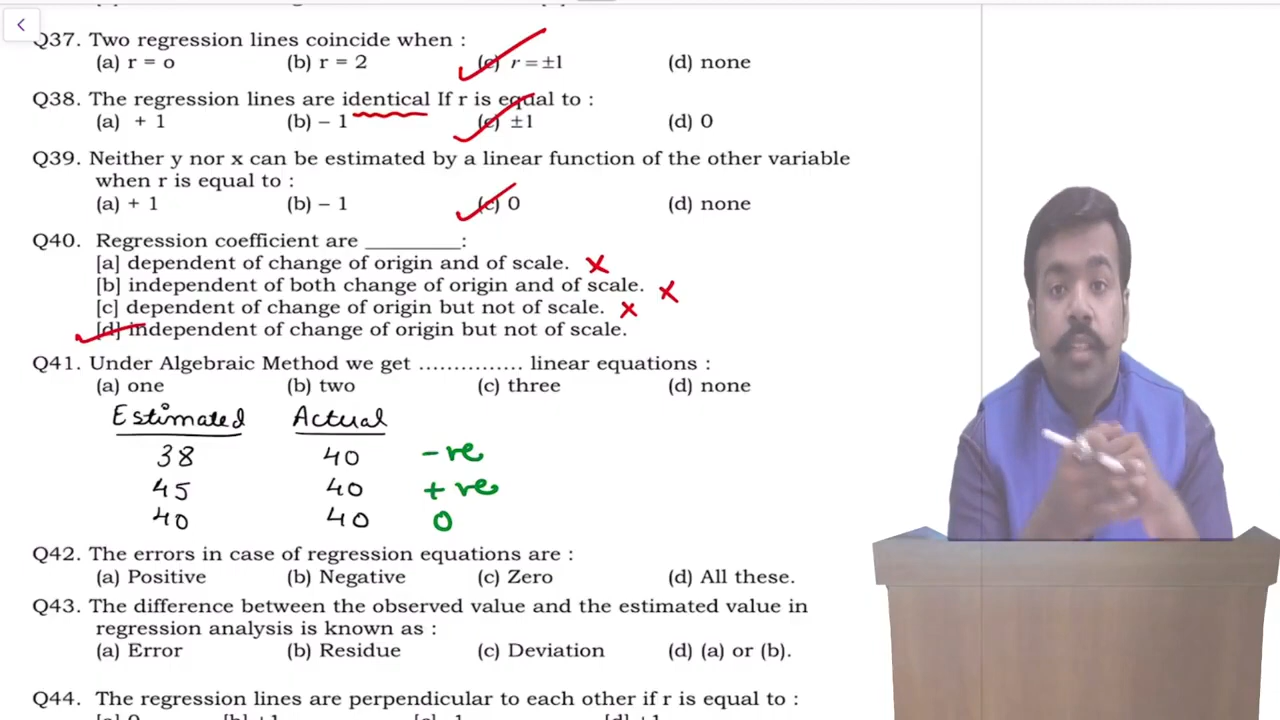 Q37. Two regression lines coincide when :
(a) r = o (b) r = 2 (c) r = ±1 (d) none
Q38. The regression lines are identical If r is equal to :
(a) + 1 (b) – 1 (c) ±1 (d) 0
Q39. Neither y nor x can be estimated by a linear function of the other variable
when r is equal to :
(a) + 1 (b) – 1 (c) 0 (d) none
Q40. Regression coefficient are ________:
[a] dependent of change of origin and of scale. x
[b] independent of both change of origin and of scale. x
[c] dependent of change of origin but not of scale. x
[d] independent of change of origin but not of scale.
Q41. Under Algebraic Method we get …………… linear equations :
(a) one (b) two (c) three (d) none
Estimated Actual
38 40 -ve
45 40 +ve
40 40 0
Q42. The errors in case of regression equations are :
(a) Positive (b) Negative (c) Zero (d) All these.
Q43. The difference between the observed value and the estimated value in
regression analysis is known as :
(a) Error (b) Residue (c) Deviation (d) (a) or (b).
Q44. The regression lines are perpendicular to each other if r is equal to :